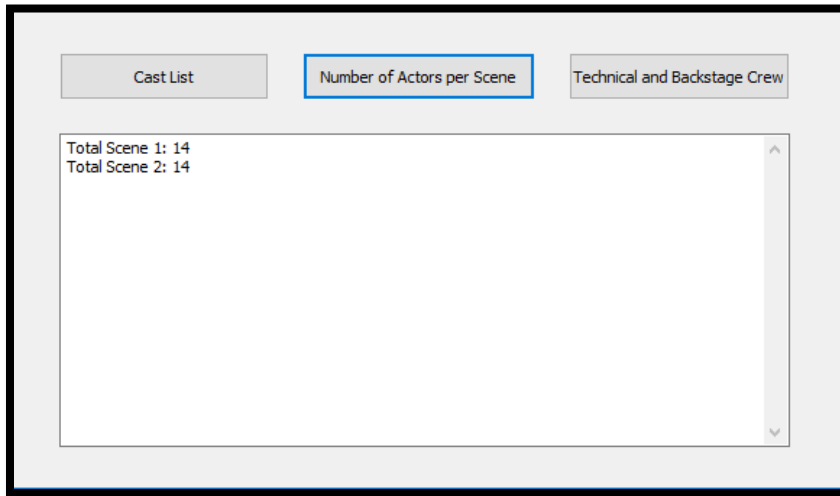 Cast List
Number of Actors per Scene
Technical and Backstage Crew
Total Scene 1: 14
Total Scene 2: 14